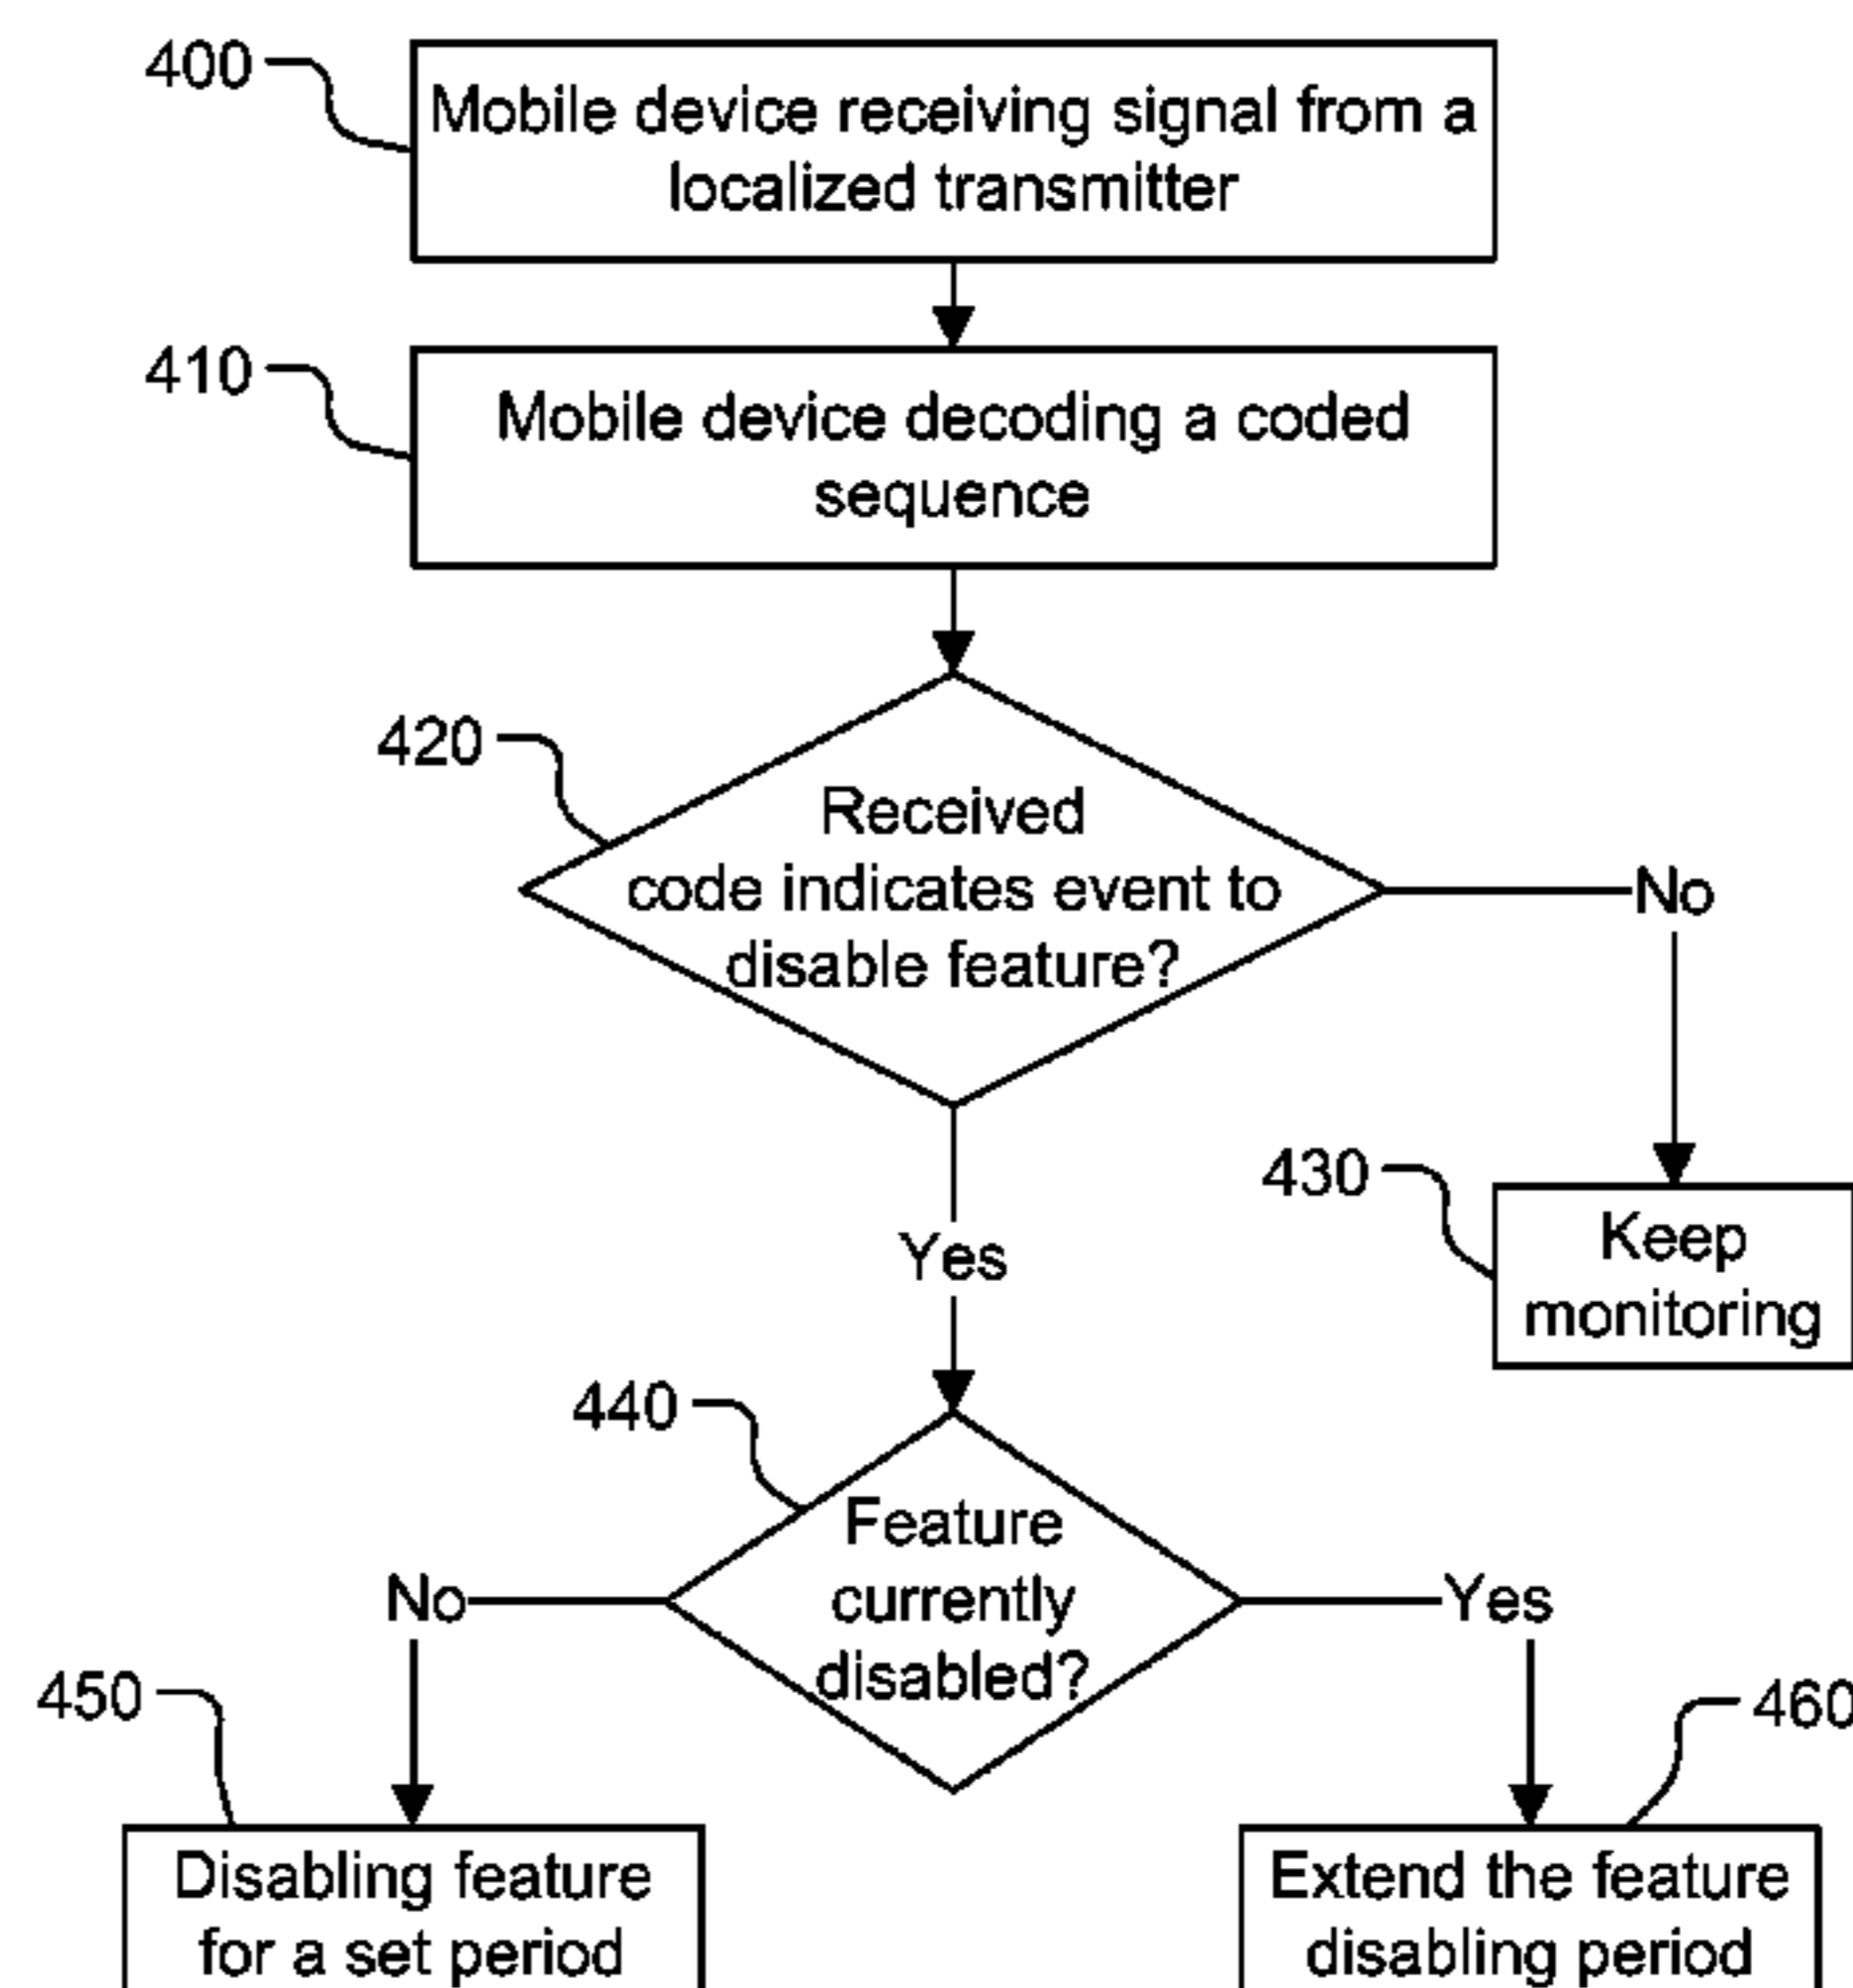 400
Mobile device receiving signal from a
localized transmitter
410
Mobile device decoding a coded
sequence
420
Received
code indicates event to
disable feature?
No
Yes
430
Keep
monitoring
440
Feature
currently
disabled?
No
Yes
450
Disabling feature
for a set period
460
Extend the feature
disabling period